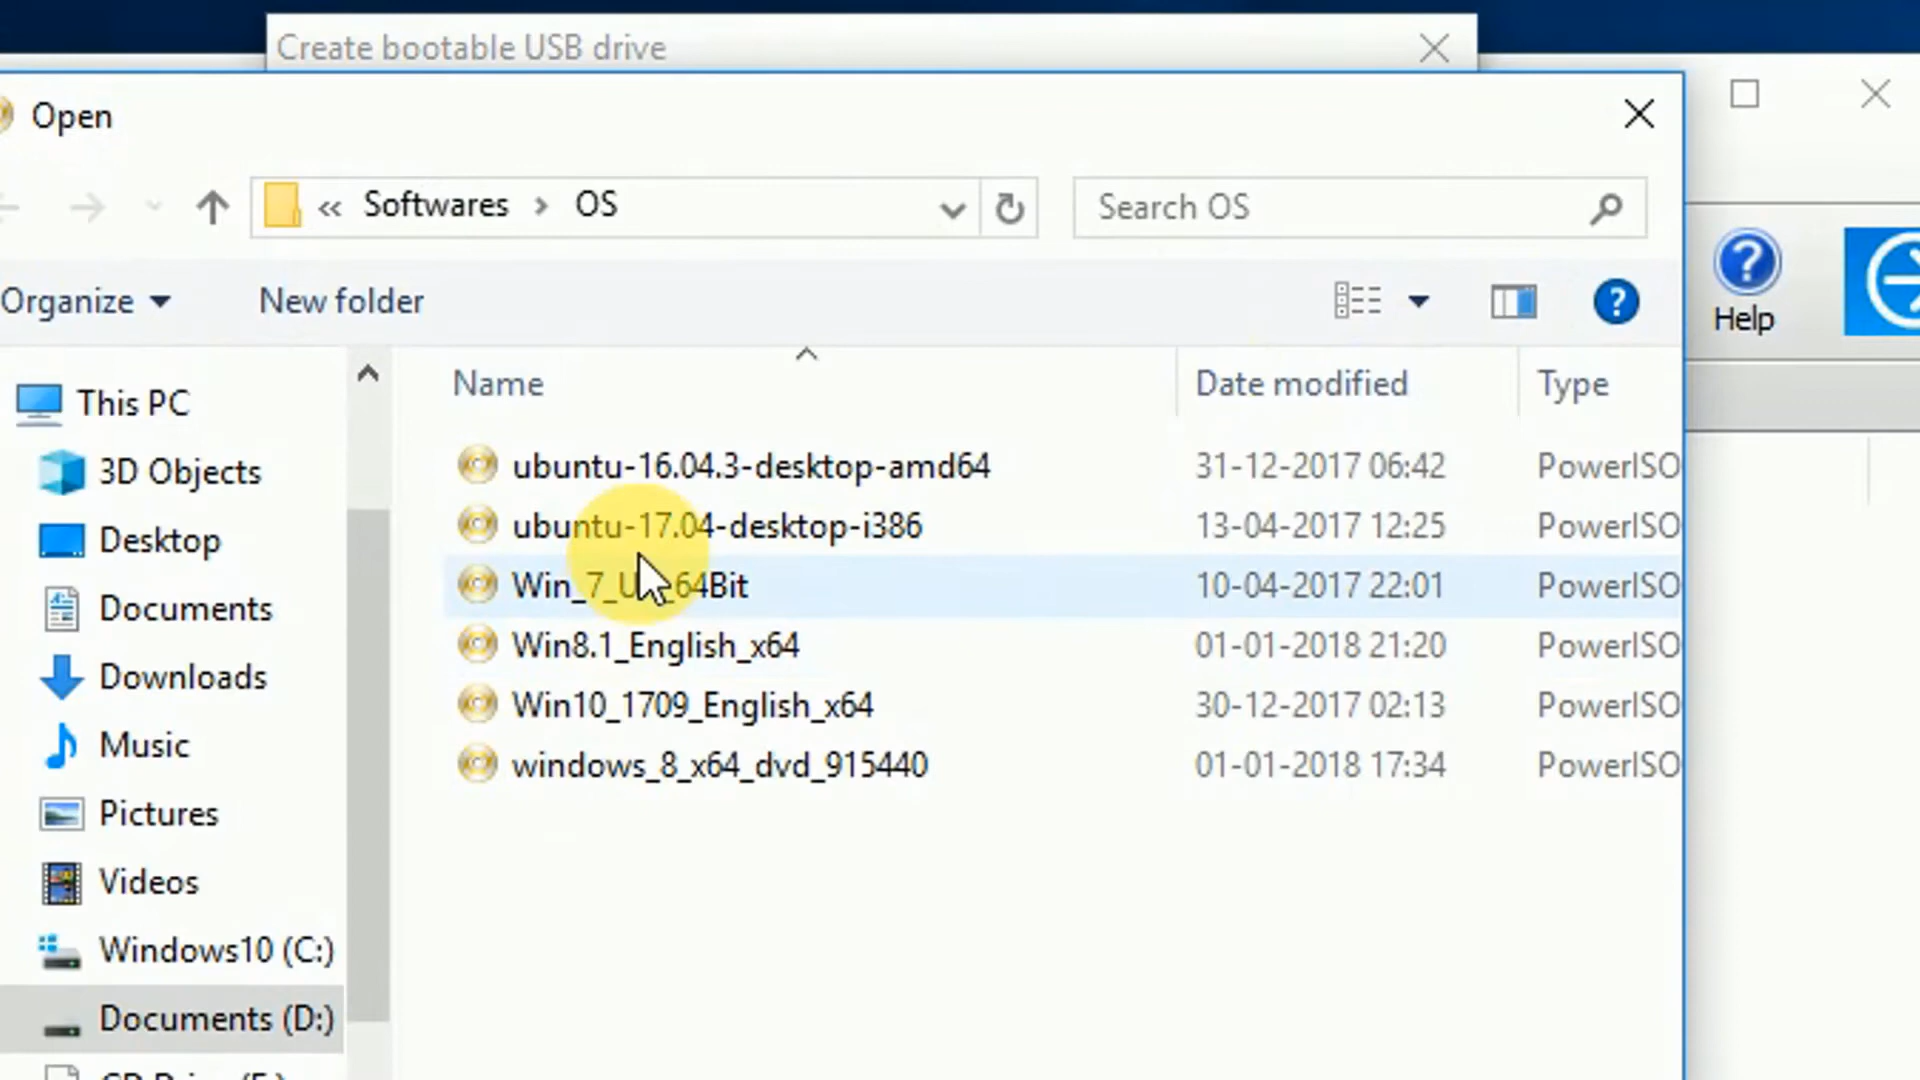 Create bootable USB drive
Open
« Softwares > OS
Search OS
Organize
New folder
Help
This PC
3D Objects
Desktop
Documents
Downloads
Music
Pictures
Videos
Windows10 (C:)
Documents (D:)
Name Date modified Type
ubuntu-16.04.3-desktop-amd64 31-12-2017 06:42 PowerISO
ubuntu-17.04-desktop-i386 13-04-2017 12:25 PowerISO
Win_7_ 64Bit 10-04-2017 22:01 PowerISO
Win8.1_English_x64 01-01-2018 21:20 PowerISO
Win10_1709_English_x64 30-12-2017 02:13 PowerISO
windows_8_x64_dvd_915440 01-01-2018 17:34 PowerISO